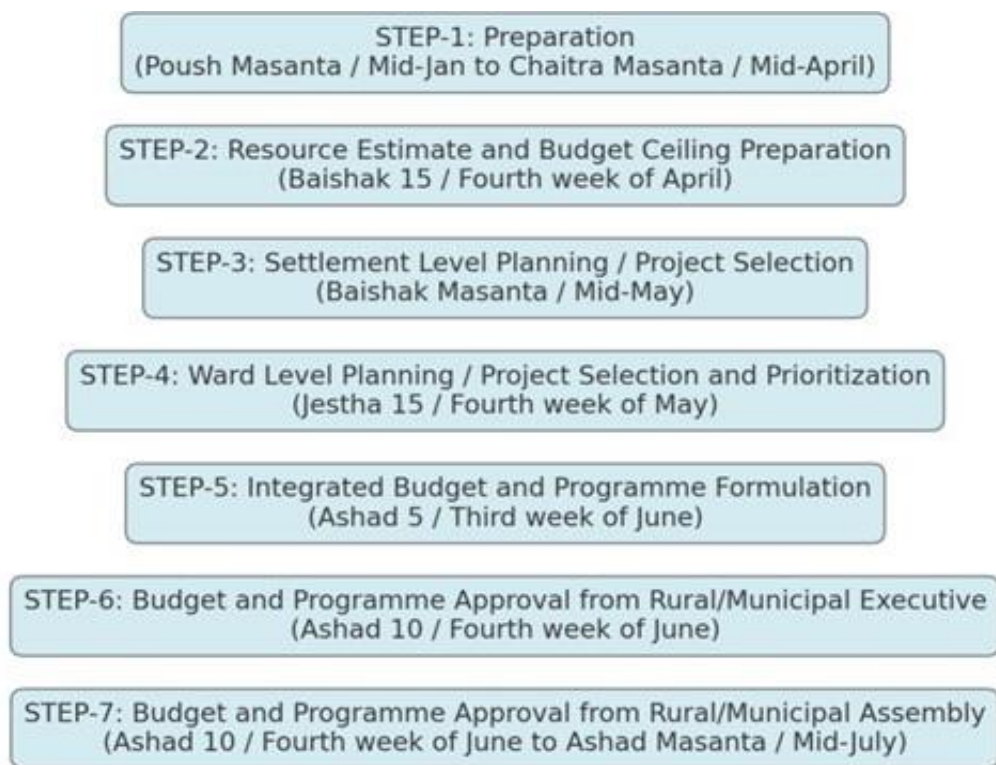 STEP-1: Preparation
(Poush Masanta / Mid-Jan to Chaitra Masanta / Mid-April)
STEP-2: Resource Estimate and Budget Ceiling Preparation
(Baishak 15 / Fourth week of April)
STEP-3: Settlement Level Planning / Project Selection
(Baishak Masanta / Mid-May)
STEP-4: Ward Level Planning / Project Selection and Prioritization
(Jestha 15 / Fourth week of May)
STEP-5: Integrated Budget and Programme Formulation
(Ashad 5 / Third week of June)
STEP-6: Budget and Programme Approval from Rural/Municipal Executive
(Ashad 10 / Fourth week of June)
STEP-7: Budget and Programme Approval from Rural/Municipal Assembly
(Ashad 10 / Fourth week of June to Ashad Masanta / Mid-July)